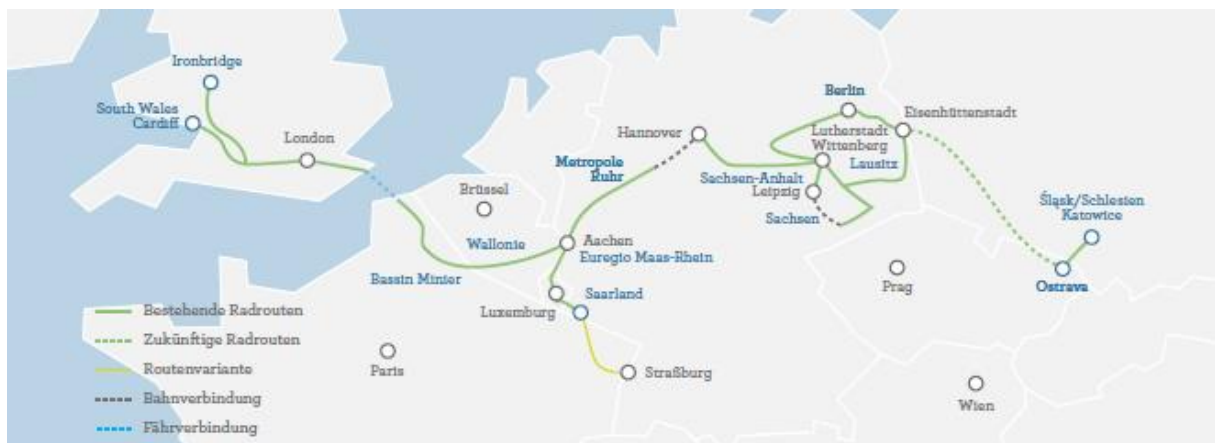 Ironbridge
South Wales
Cardiff
London
Brüssel
Wallonie
Bassin Minier
Metropole
Ruhr
Hannover
Aachen
Euregio Maas-Rhein
Luxemburg
Saarland
Straßburg
Paris
Berlin
Eisenhüttenstadt
Lutherstadt
Wittenberg
Lausitz
Sachsen-Anhalt
Leipzig
Sachsen
Śląsk/Schlesien
Katowice
Ostrava
Prag
Wien
Bestehende Radrouten
Zukünftige Radrouten
Routenvariante
Bahnverbindung
Fährverbindung